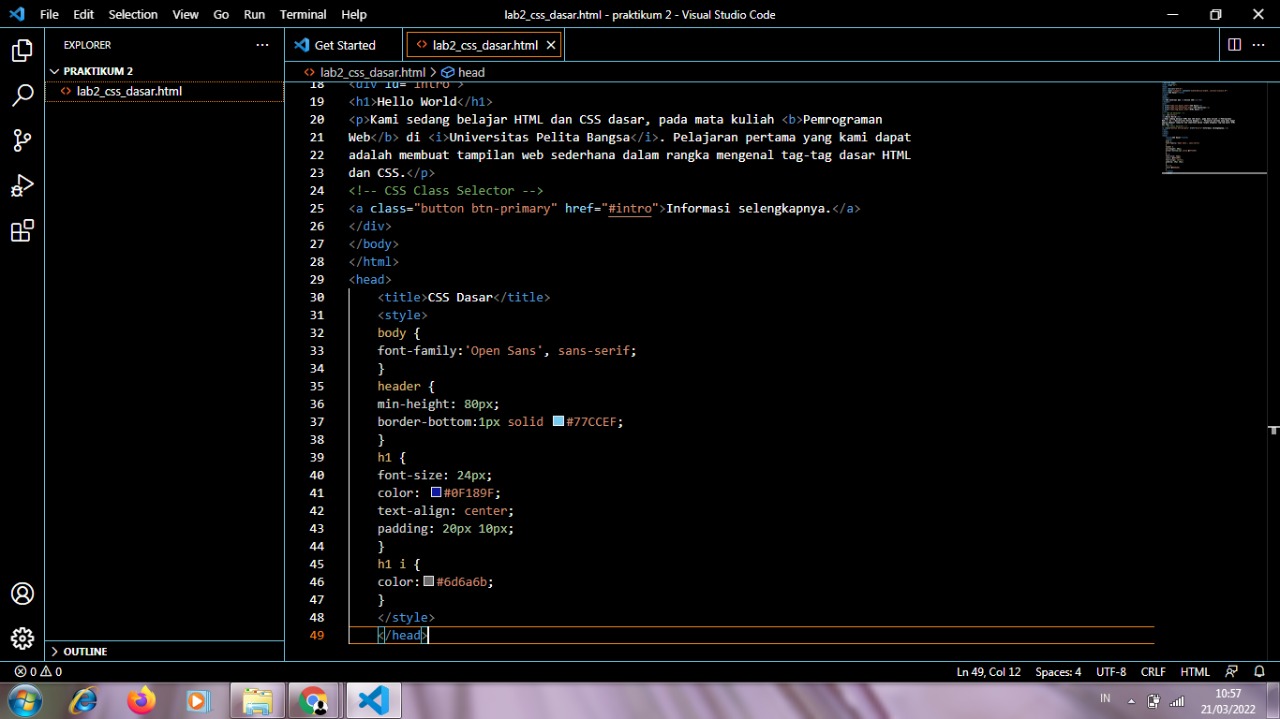 File Edit Selection View Go Run Terminal Help
lab2_css_dasar.html - praktikum 2 - Visual Studio Code
EXPLORER
PRAKTIKUM 2
lab2_css_dasar.html
OUTLINE
Get Started
lab2_css_dasar.html
lab2_css_dasar.html > head
18 <div id="intro">
19 <h1>Hello World</h1>
20 <p>Kami sedang belajar HTML dan CSS dasar, pada mata kuliah <b>Pemrograman
21 Web</b> di <i>Universitas Pelita Bangsa</i>. Pelajaran pertama yang kami dapat
22 adalah membuat tampilan web sederhana dalam rangka mengenal tag-tag dasar HTML
23 dan CSS.</p>
24 <!-- CSS Class Selector -->
25 <a class="button btn-primary" href="#intro">Informasi selengkapnya.</a>
26 </div>
27 </body>
28 </html>
29 <head>
30 <title>CSS Dasar</title>
31 <style>
32 body {
33 font-family:'Open Sans', sans-serif;
34 }
35 header {
36 min-height: 80px;
37 border-bottom:1px solid #77CCEF;
38 }
39 h1 {
40 font-size: 24px;
41 color: #0F189F;
42 text-align: center;
43 padding: 20px 10px;
44 }
45 h1 i {
46 color:#6d6a6b;
47 }
48 </style>
49 </head>
0 0
Ln 49, Col 12 Spaces: 4 UTF-8 CRLF HTML
IN
10:57
21/03/2022